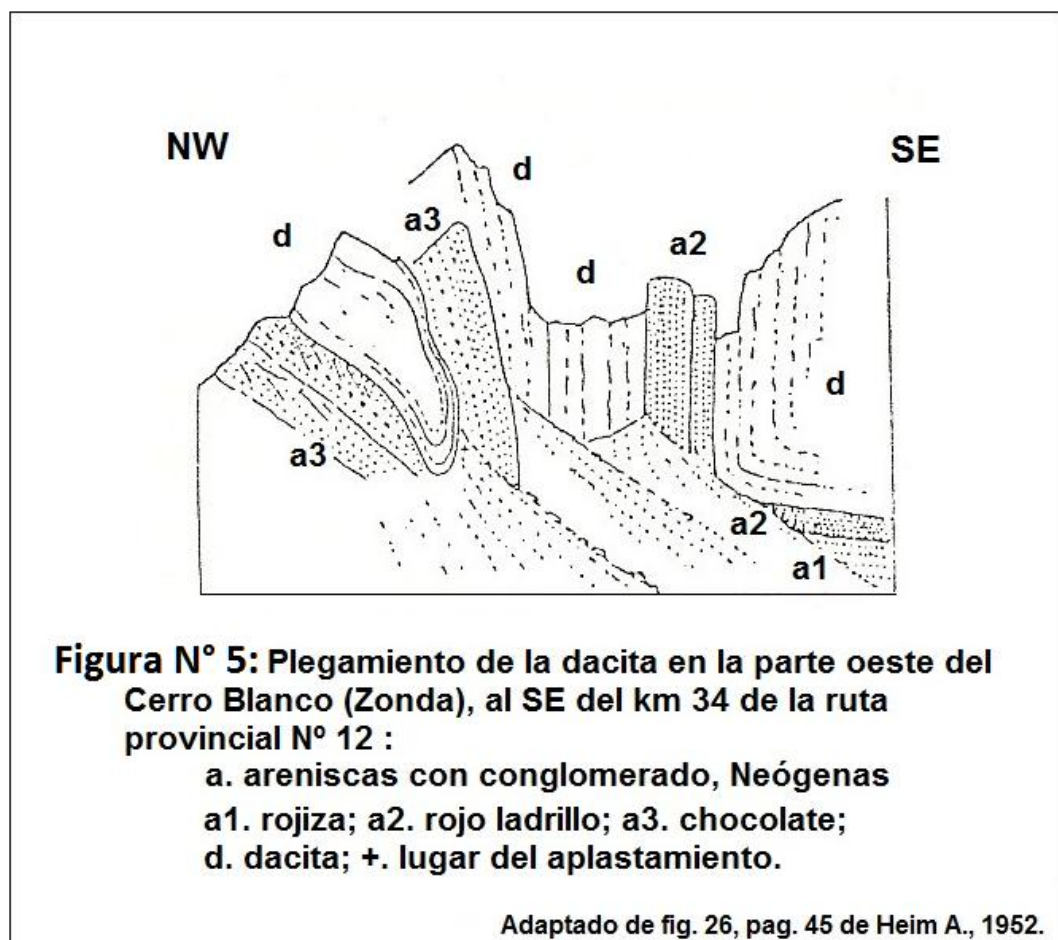 NW
SE
d
a3
d
d
a2
d
a3
a2
a1
Figura N° 5: Plegamiento de la dacita en la parte oeste del
Cerro Blanco (Zonda), al SE del km 34 de la ruta
provincial Nº 12 :
a. areniscas con conglomerado, Neógenas
a1. rojiza; a2. rojo ladrillo; a3. chocolate;
d. dacita; +. lugar del aplastamiento.
Adaptado de fig. 26, pag. 45 de Heim A., 1952.